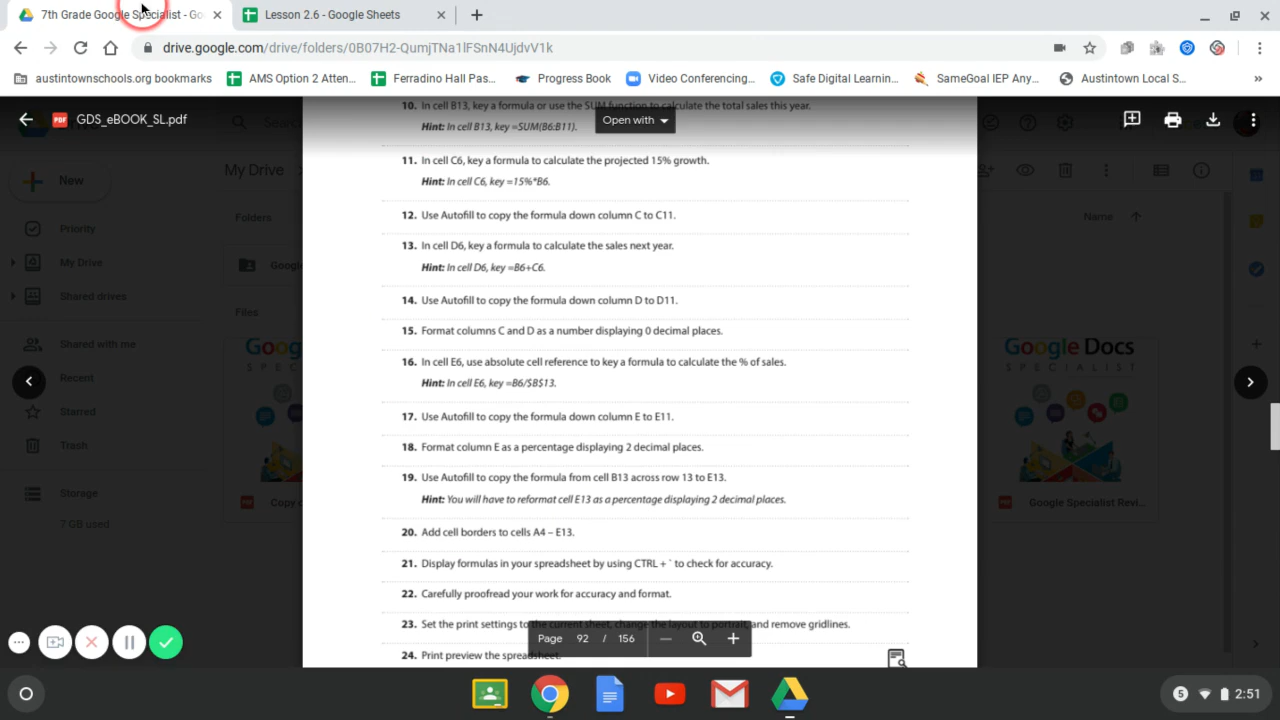 7th Grade Google Specialist - Go
Lesson 2.6 - Google Sheets
drive.google.com/drive/folders/0B07H2-QumjTNa1lFSnN4UjdvV1k
austintownschools.org bookmarks
AMS Option 2 Atten...
Ferradino Hall Pas...
Progress Book
Video Conferencing...
Safe Digital Learnin...
SameGoal IEP Any...
Austintown Local S...
PDF GDS_eBOOK_SL.pdf
Open with
New
Priority
My Drive
Shared drives
Shared with me
Recent
Starred
Trash
Storage
7 GB used
My Drive
Folders
Files
Name
10. In cell B13, key a formula or use the SUM function to calculate the total sales this year.
Hint: In cell B13, key =SUM(B6:B11).
11. In cell C6, key a formula to calculate the projected 15% growth.
Hint: In cell C6, key =15%*B6.
12. Use Autofill to copy the formula down column C to C11.
13. In cell D6, key a formula to calculate the sales next year.
Hint: In cell D6, key =B6+C6.
14. Use Autofill to copy the formula down column D to D11.
15. Format columns C and D as a number displaying 0 decimal places.
16. In cell E6, use absolute cell reference to key a formula to calculate the % of sales.
Hint: In cell E6, key =B6/$B$13.
17. Use Autofill to copy the formula down column E to E11.
18. Format column E as a percentage displaying 2 decimal places.
19. Use Autofill to copy the formula from cell B13 across row 13 to E13.
Hint: You will have to reformat cell E13 as a percentage displaying 2 decimal places.
20. Add cell borders to cells A4 – E13.
21. Display formulas in your spreadsheet by using CTRL + ` to check for accuracy.
22. Carefully proofread your work for accuracy and format.
23. Set the print settings to the current sheet, change the layout to portrait, and remove gridlines.
24. Print preview the spreadsheet.
Page 92 / 156
Google Docs
Google Specialist Revi...
5
2:51